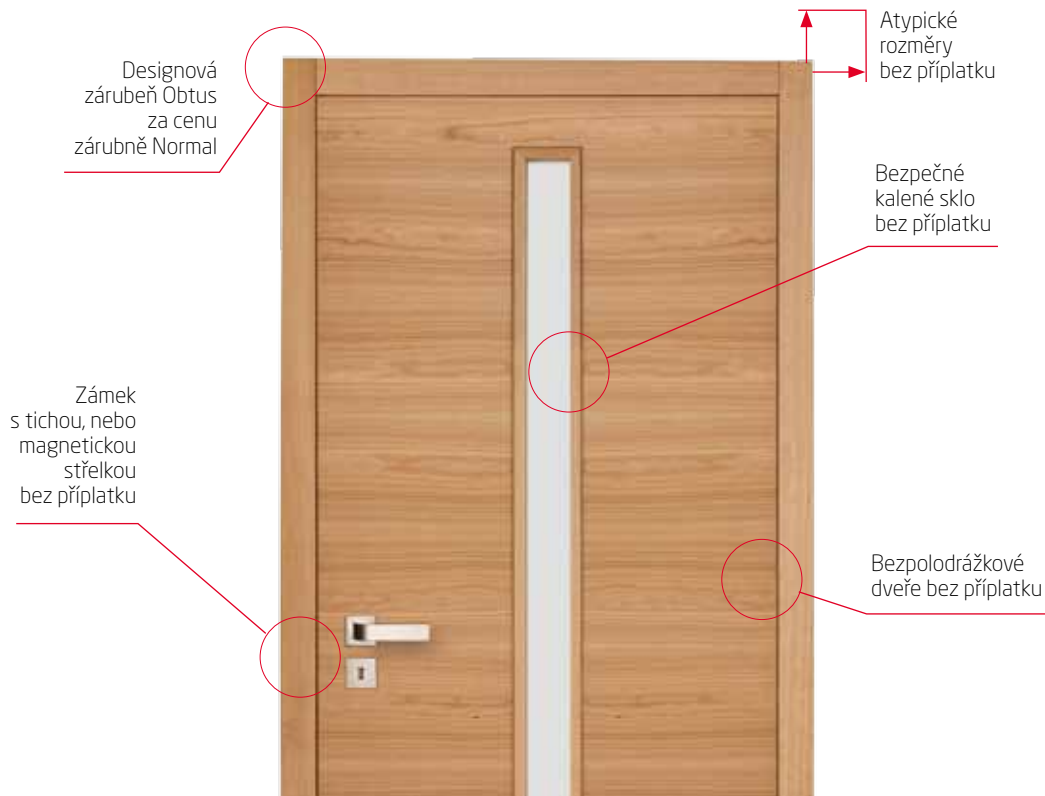 Designová
zárubeň Obtus
za cenu
zárubně Normal
Atypické
rozměry
bez příplatku
Bezpečné
kalené sklo
bez příplatku
Zámek
s tichou, nebo
magnetickou
střelkou
bez příplatku
Bezpolodrážkové
dveře bez příplatku